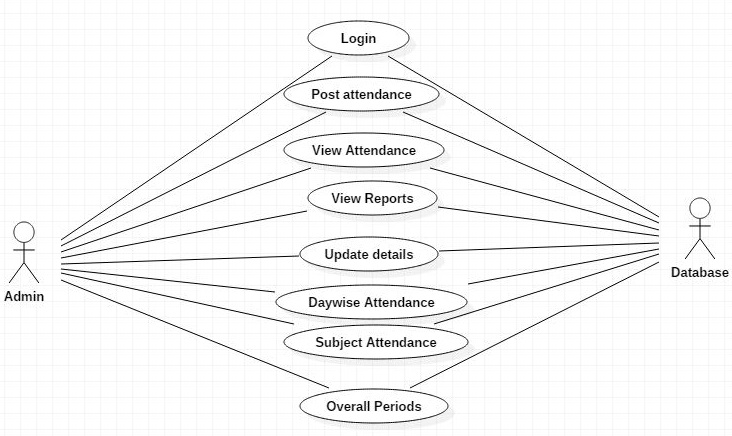 Login
Post attendance
View Attendance
View Reports
Update details
Database
Admin
Daywise Attendance
Subject Attendance
Overall Periods